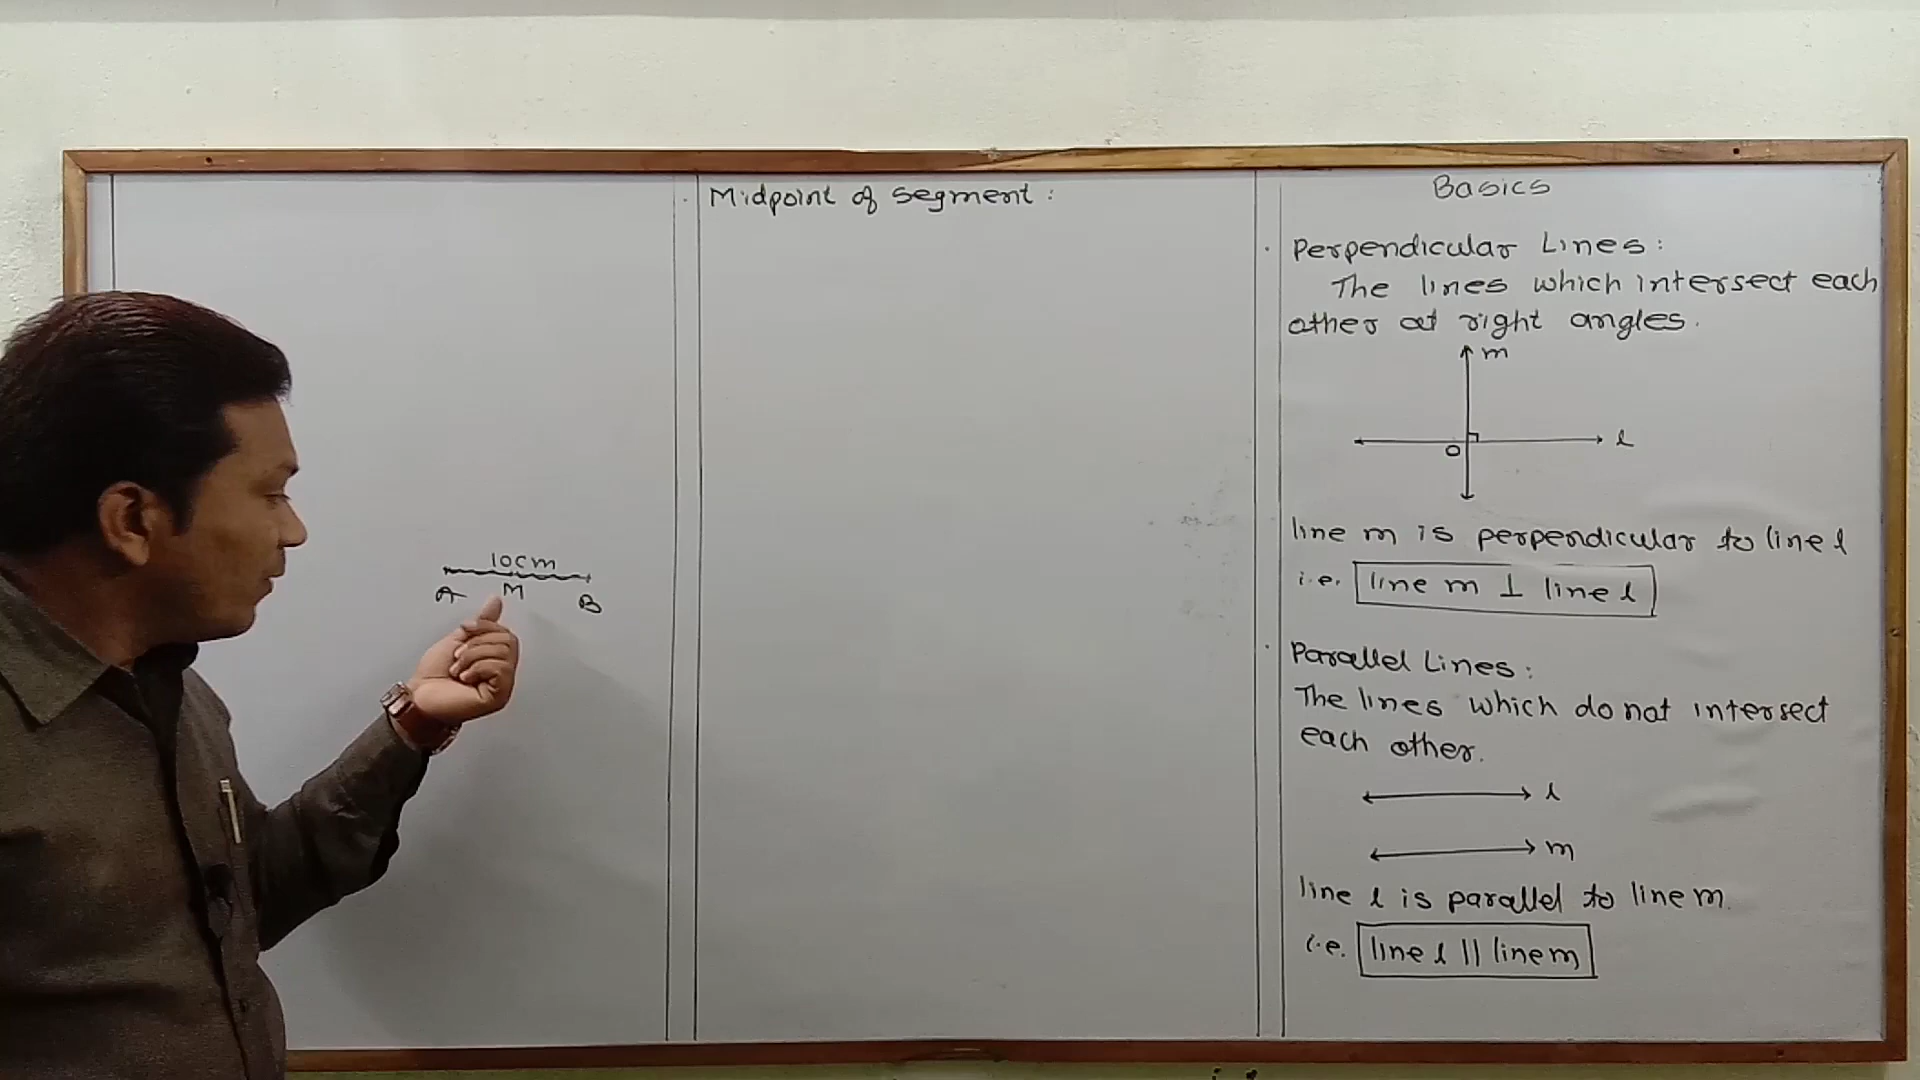 10cm
A M B
Midpoint of segment:
Basics
Perpendicular Lines:
The lines which intersect each
other at right angles.
m
l
O
line m is perpendicular to line l
i.e. line m ⊥ line l
Parallel Lines:
The lines which do not intersect
each other.
l
m
line l is parallel to line m.
i.e. line l || line m